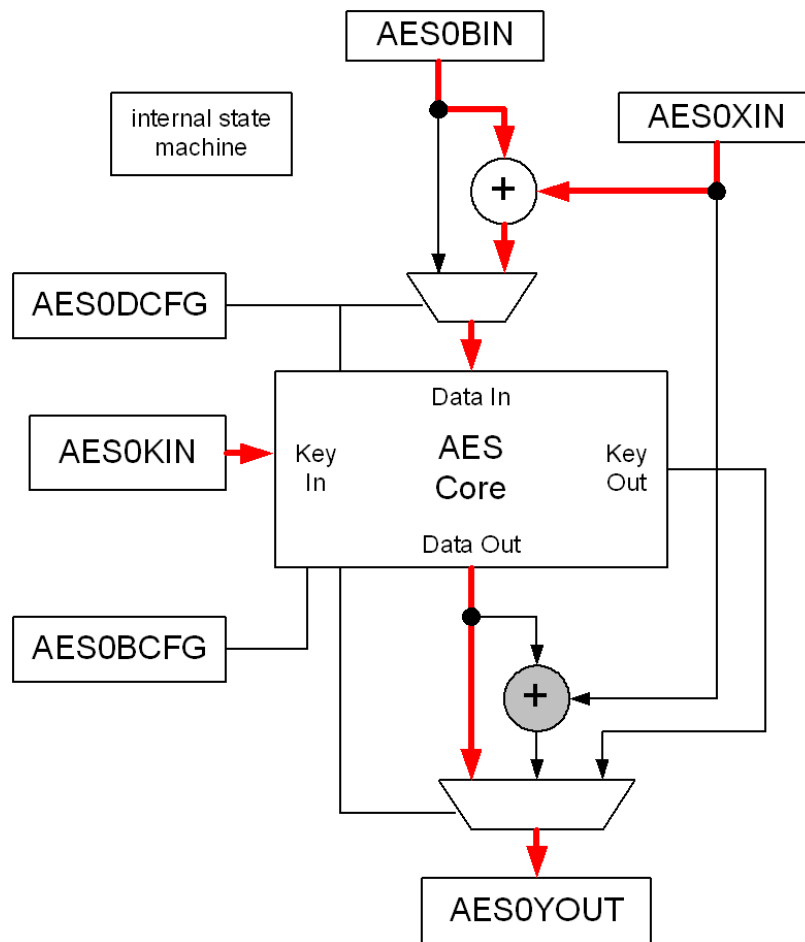 AES0BIN
internal state
machine
AES0XIN
+
AES0DCFG
Data In
AES0KIN
Key
In
AES
Core
Key
Out
Data Out
AES0BCFG
+
AES0YOUT